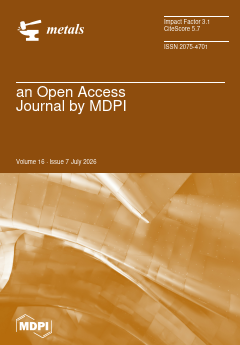 metals
Impact Factor 3.1
CiteScore 5.7
ISSN 2075-4701
an Open Access
Journal by MDPI
Volume 16 · Issue 7 July 2026
MDPI